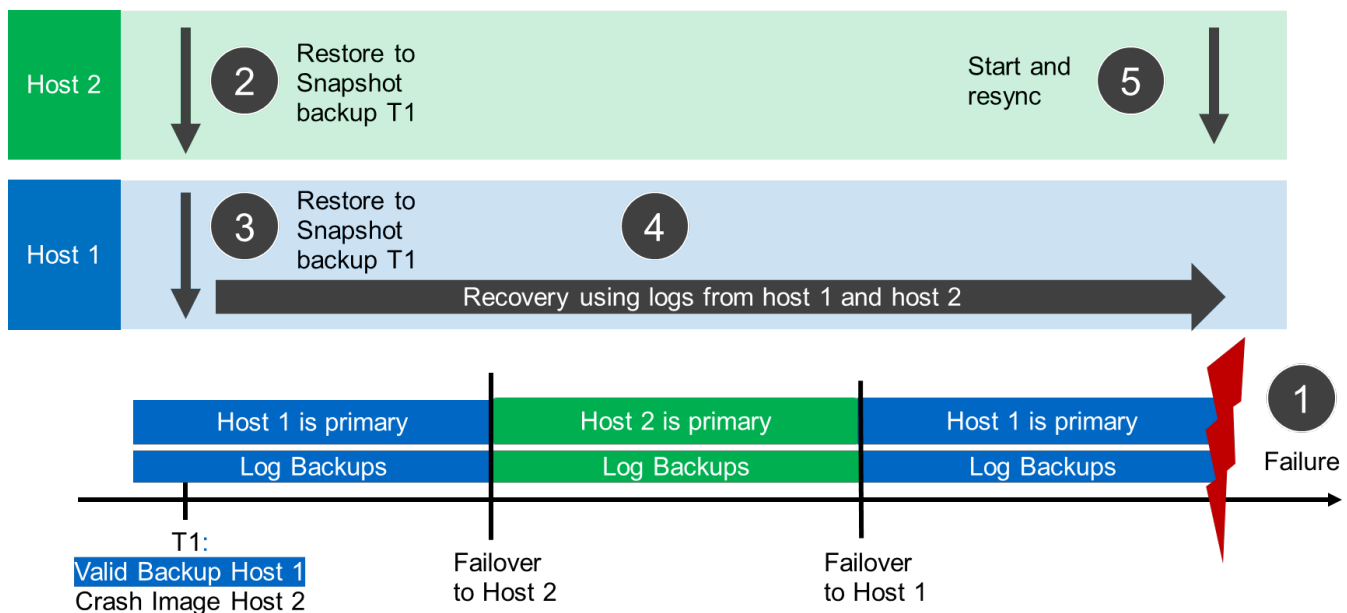 Host 2
2
Restore to
Snapshot
backup T1
Start and
resync
5
Host 1
3
Restore to
Snapshot
backup T1
4
Recovery using logs from host 1 and host 2
1
Failure
Host 1 is primary
Host 2 is primary
Host 1 is primary
Log Backups
Log Backups
Log Backups
T1:
Valid Backup Host 1
Crash Image Host 2
Failover
to Host 2
Failover
to Host 1